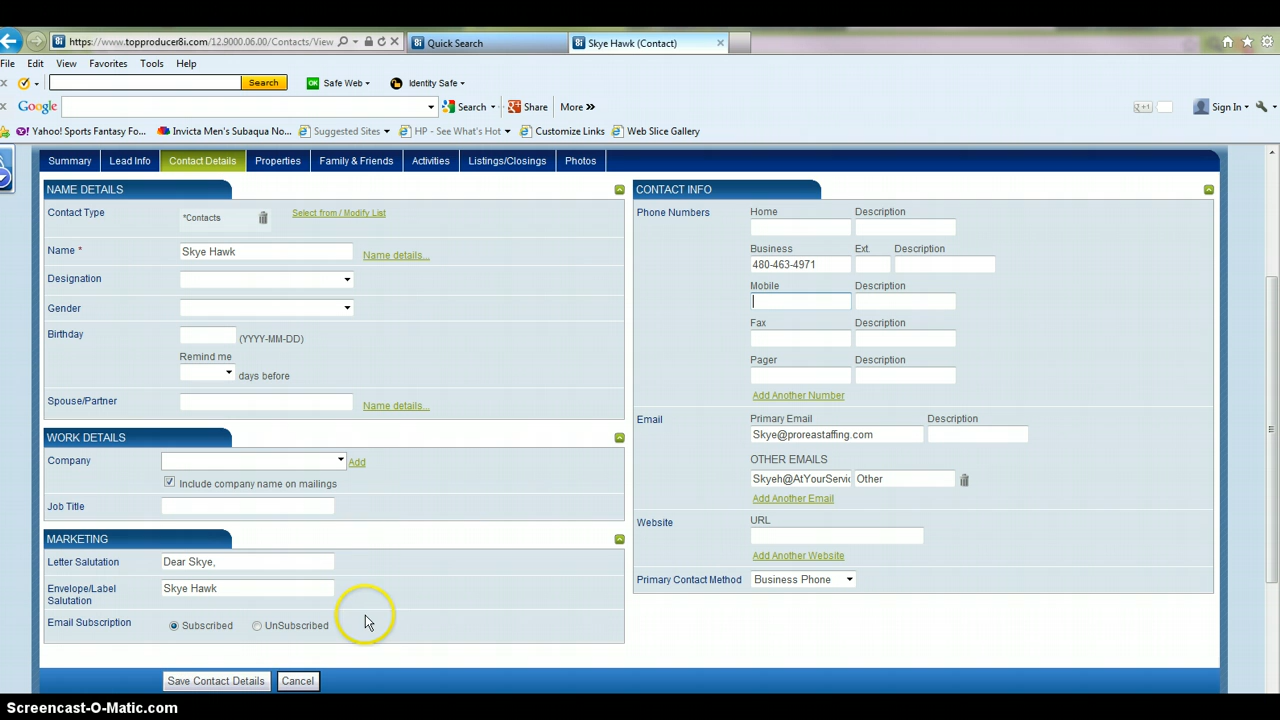 https://www.topproducer8i.com/12.9000.06.00/Contacts/View
8i Quick Search
8i Skye Hawk (Contact)
File Edit View Favorites Tools Help
Search
OK Safe Web
Identity Safe
Google
Search
Share
More »
+1
Sign In
Yahoo! Sports Fantasy Fo...
Invicta Men's Subaqua No...
Suggested Sites
HP - See What's Hot
Customize Links
Web Slice Gallery
Summary
Lead Info
Contact Details
Properties
Family & Friends
Activities
Listings/Closings
Photos
NAME DETAILS
Contact Type
*Contacts
Select from / Modify List
Name *
Skye Hawk
Name details...
Designation
Gender
Birthday
(YYYY-MM-DD)
Remind me
days before
Spouse/Partner
Name details...
WORK DETAILS
Company
Add
Include company name on mailings
Job Title
MARKETING
Letter Salutation
Dear Skye,
Envelope/Label
Salutation
Skye Hawk
Email Subscription
Subscribed
UnSubscribed
Save Contact Details
Cancel
CONTACT INFO
Phone Numbers
Home Description
Business Ext. Description
480-463-4971
Mobile Description
Fax Description
Pager Description
Add Another Number
Email
Primary Email Description
Skye@proreastaffing.com
OTHER EMAILS
Skyeh@AtYourServic Other
Add Another Email
Website
URL
Add Another Website
Primary Contact Method
Business Phone
Screencast-O-Matic.com